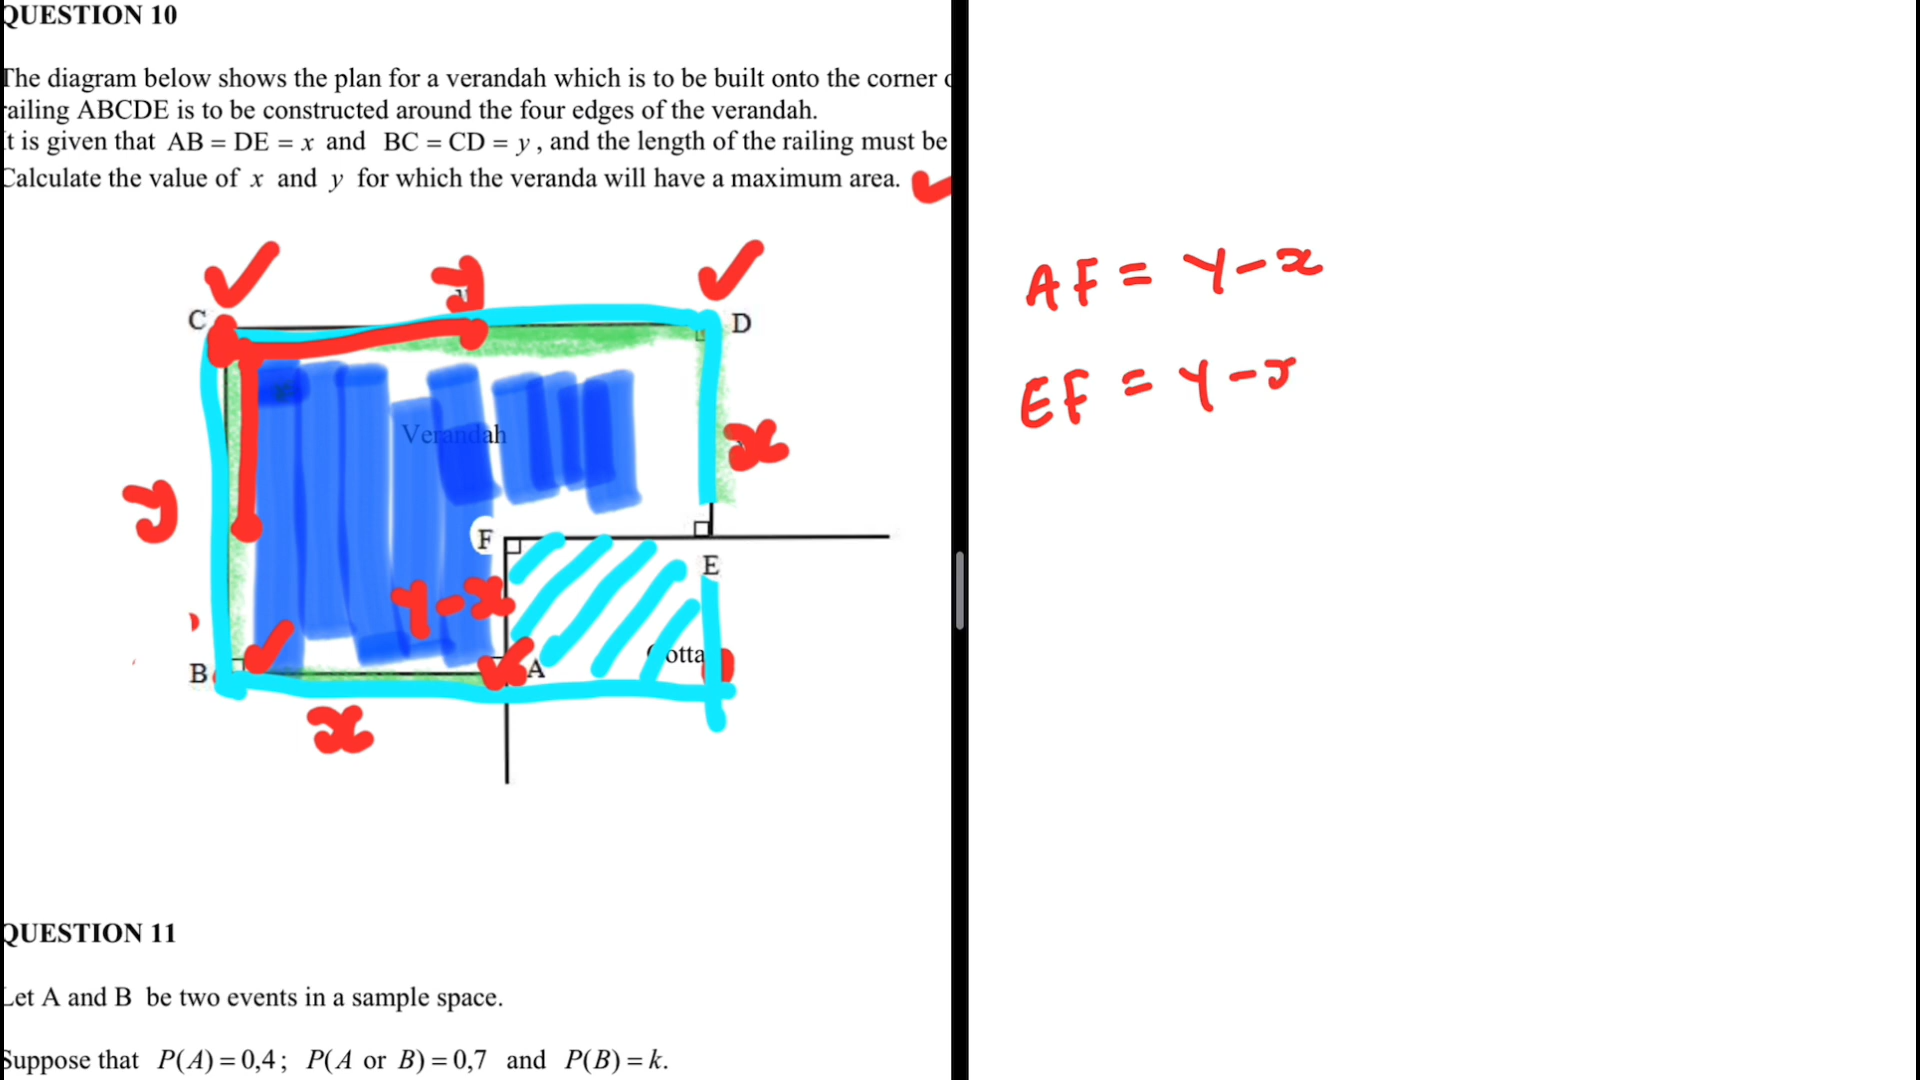 QUESTION 10
The diagram below shows the plan for a verandah which is to be built onto the corner
railing ABCDE is to be constructed around the four edges of the verandah.
It is given that AB = DE = x and BC = CD = y, and the length of the railing must be
Calculate the value of x and y for which the veranda will have a maximum area.
y
C
D
Verandah
x
y
F
E
y-x
A
otta
B
x
AF = y-x
EF = y-x
QUESTION 11
Let A and B be two events in a sample space.
Suppose that P(A)=0,4; P(A or B)=0,7 and P(B)=k.